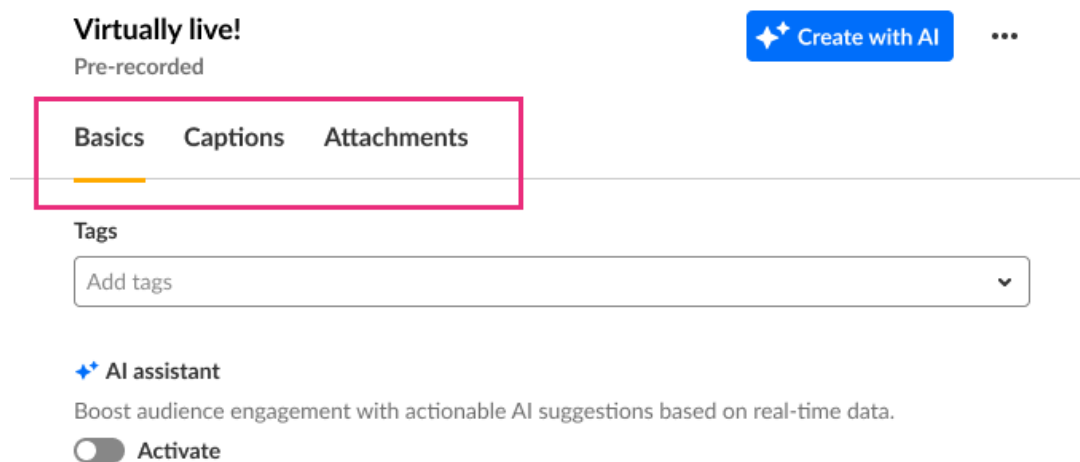 Virtually live!
Create with AI
Pre-recorded
Basics Captions Attachments
Tags
Add tags
AI assistant
Boost audience engagement with actionable AI suggestions based on real-time data.
Activate